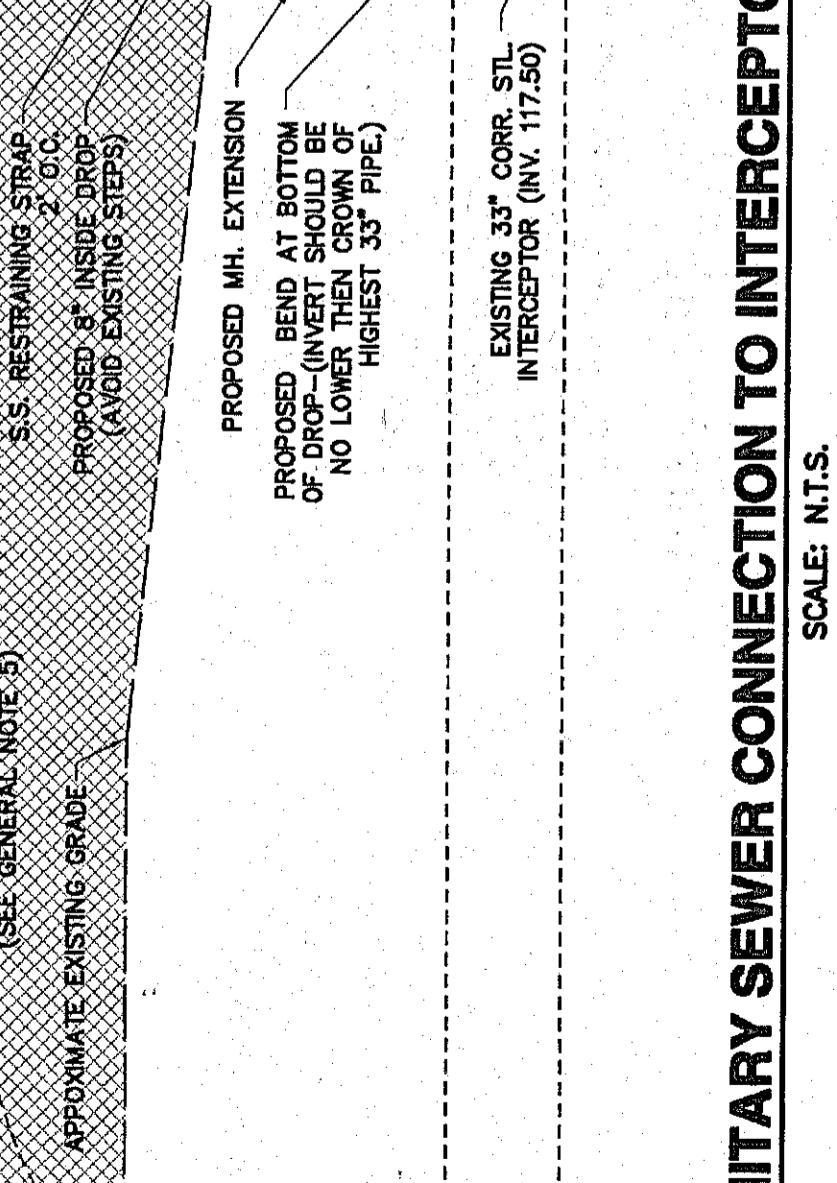 (SEE GENERAL NOTE 5)
APPOXIMATE EXISTING GRADE
S.S. RESTRAINING STRAP
2' O.C.
PROPOSED 8" INSIDE DROP
(AVOID EXISTING STEPS)
PROPOSED MH. EXTENSION
PROPOSED BEND AT BOTTOM
OF DROP-(INVERT SHOULD BE
NO LOWER THEN CROWN OF
HIGHEST 33" PIPE.)
EXISTING 33" CORR. STL.
INTERCEPTOR (INV. 117.50)
ITARY SEWER CONNECTION TO INTERCEPTO
SCALE: N.T.S.